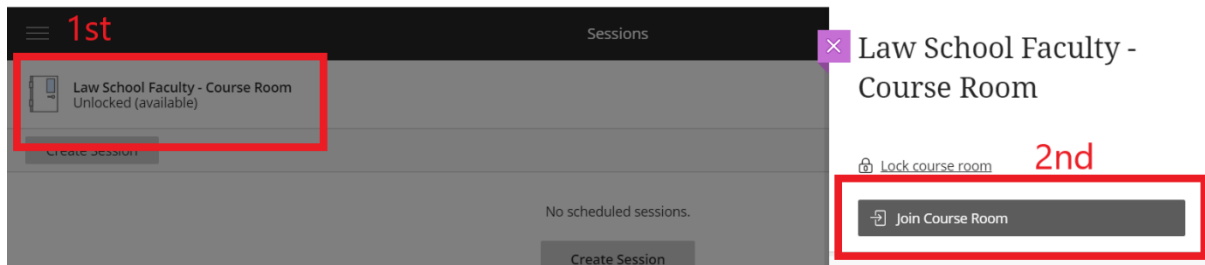 1st
Sessions
Law School Faculty - Course Room
Unlocked (available)
Create Session
No scheduled sessions.
Create Session
Law School Faculty -
Course Room
Lock course room
2nd
Join Course Room